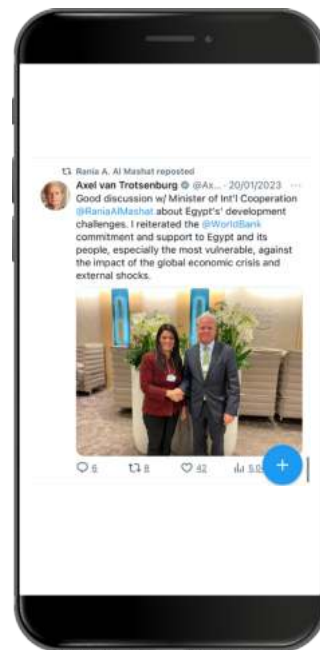 Rania A. Al Mashat reposted
Axel van Trotsenburg @Ax... · 20/01/2023 ...
Good discussion w/ Minister of Int'l Cooperation
@RaniaAlMashat about Egypt's' development
challenges. I reiterated the @WorldBank
commitment and support to Egypt and its
people, especially the most vulnerable, against
the impact of the global economic crisis and
external shocks.
6 8 42